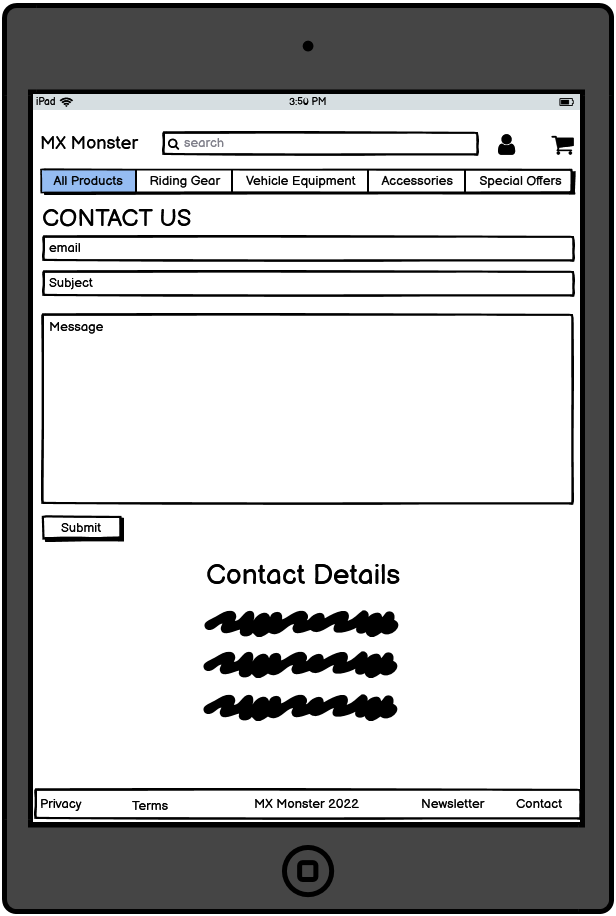 iPad 3:50 PM
MX Monster search
All Products Riding Gear Vehicle Equipment Accessories Special Offers
CONTACT US
email
Subject
Message
Submit
Contact Details
Privacy Terms MX Monster 2022 Newsletter Contact